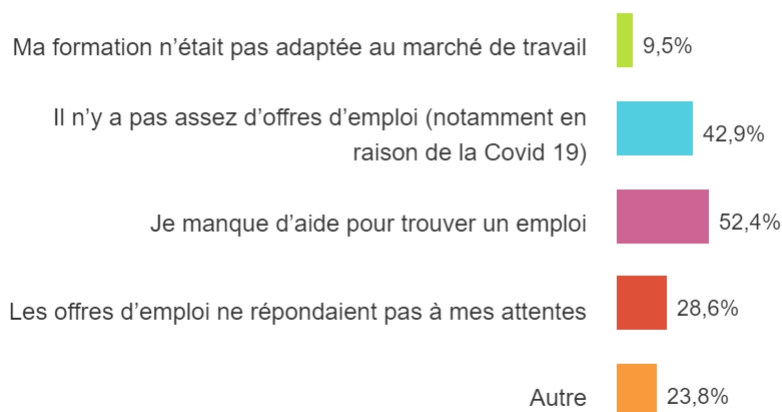 Ma formation n’était pas adaptée au marché de travail 9,5%
Il n’y a pas assez d’offres d’emploi (notamment en
raison de la Covid 19) 42,9%
Je manque d’aide pour trouver un emploi 52,4%
Les offres d’emploi ne répondaient pas à mes attentes 28,6%
Autre 23,8%